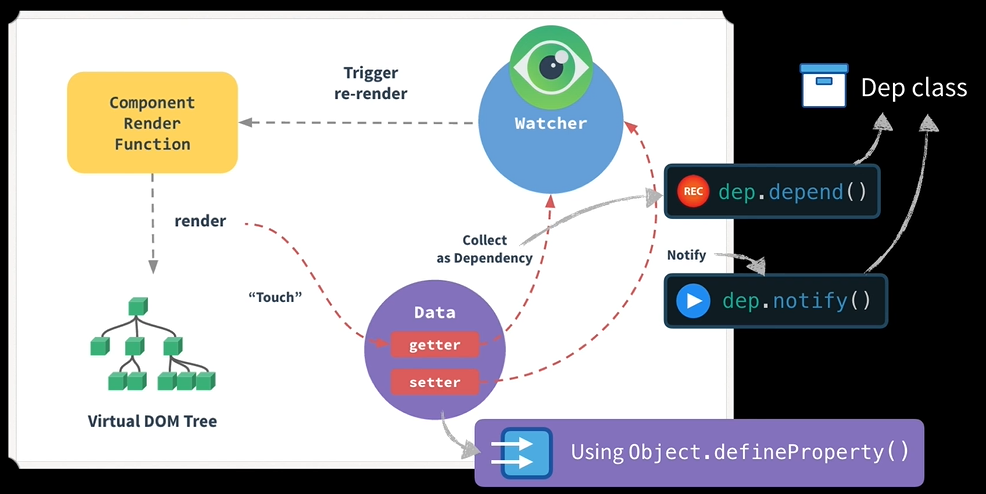 Component
Render
Function
Trigger
re-render
Watcher
Dep class
REC
dep.depend()
render
Collect
as Dependency
Notify
dep.notify()
“Touch”
Data
getter
setter
Virtual DOM Tree
Using Object.defineProperty()